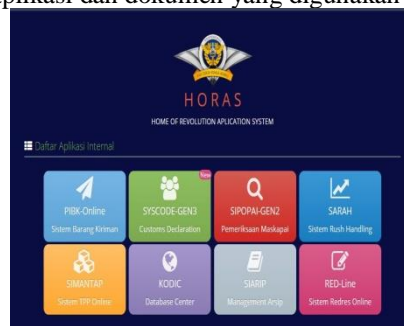 aplikasi dan dokumen yang digunakan
HORAS
HOME OF REVOLUTION APLICATION SYSTEM
Daftar Aplikasi Internal
PIBK-Online
Sistem Barang Kiriman
SYSCODE-GEN3
Customs Declaration
SIPOPAI-GEN2
Pemeriksaan Maskapai
SARAH
Sistem Rush Handling
SIMANTAP
Sistem TPP Online
KODIC
Database Center
SIARIP
Management Arsip
RED-Line
Sistem Redres Online